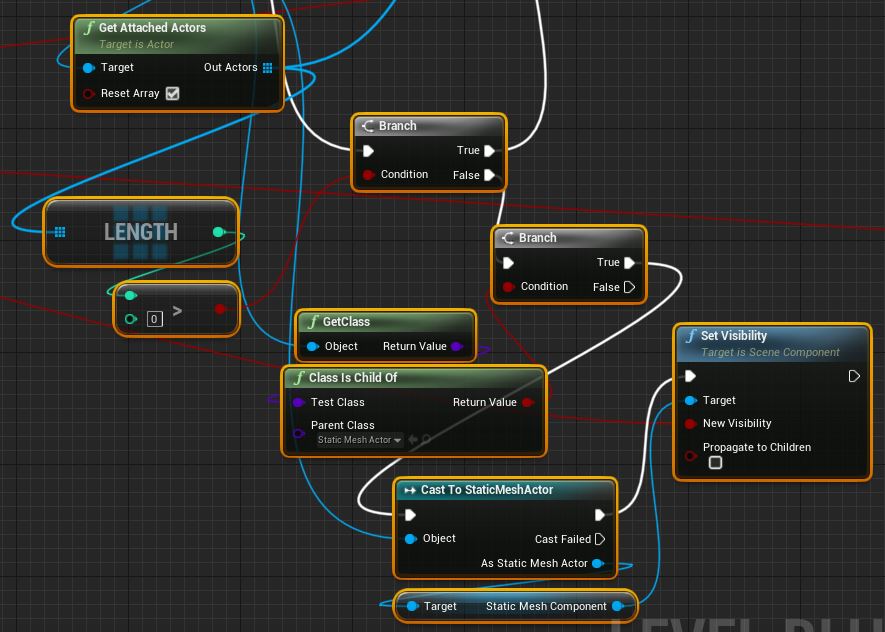 Get Attached Actors
Target is Actor
Target
Out Actors
Reset Array
Branch
True
Condition
False
LENGTH
0
>
Branch
True
Condition
False
GetClass
Object
Return Value
Class Is Child Of
Test Class
Return Value
Parent Class
Static Mesh Actor
Set Visibility
Target is Scene Component
Target
New Visibility
Propagate to Children
Cast To StaticMeshActor
Object
Cast Failed
As Static Mesh Actor
Target
Static Mesh Component